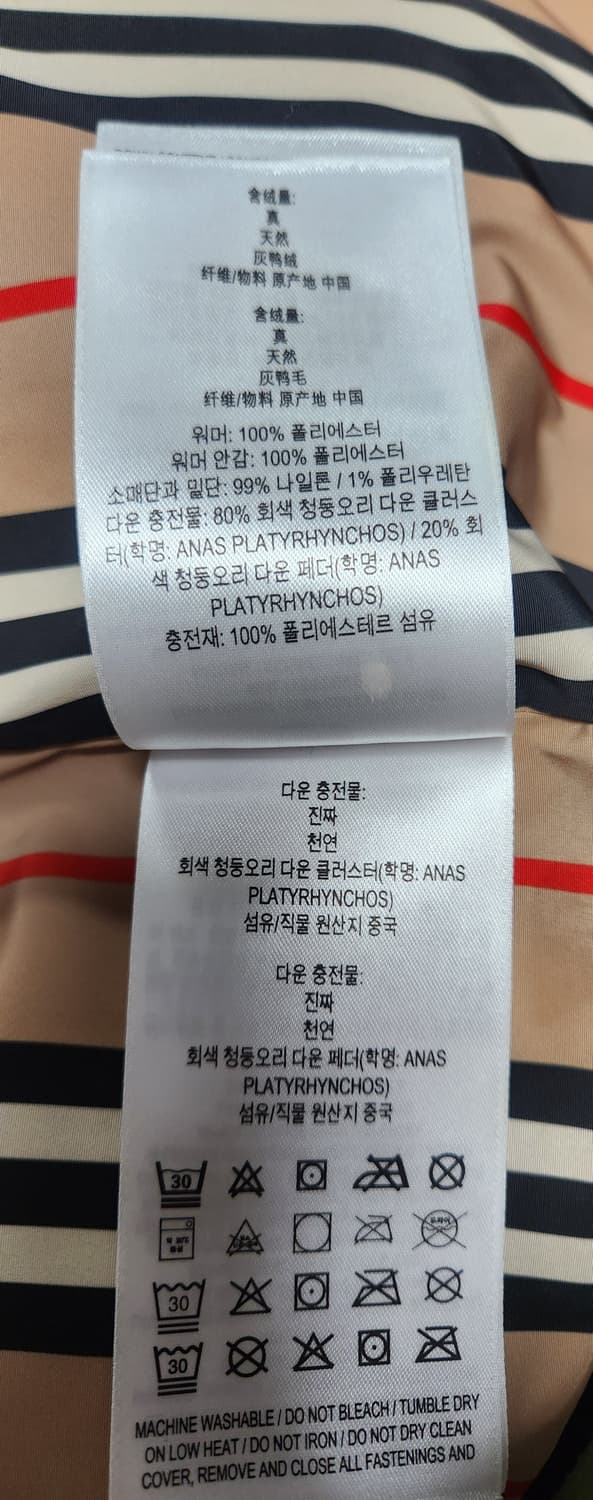 含绒量:
真
天然
灰鸭绒
纤维/物料 原产地 中国
含绒量:
真
天然
灰鸭毛
纤维/物料 原产地 中国
워머: 100% 폴리에스터
워머 안감: 100% 폴리에스터
소매단과 밑단: 99% 나일론 / 1% 폴리우레탄
다운 충전물: 80% 회색 청둥오리 다운 클러스
터(학명: ANAS PLATYRHYNCHOS) / 20% 회
색 청둥오리 다운 페더(학명: ANAS
PLATYRHYNCHOS)
충전재: 100% 폴리에스테르 섬유
다운 충전물:
진짜
천연
회색 청둥오리 다운 클러스터(학명: ANAS
PLATYRHYNCHOS)
섬유/직물 원산지 중국
다운 충전물:
진짜
천연
회색 청둥오리 다운 페더(학명: ANAS
PLATYRHYNCHOS)
섬유/직물 원산지 중국
30
30
30
MACHINE WASHABLE / DO NOT BLEACH / TUMBLE DRY
ON LOW HEAT / DO NOT IRON / DO NOT DRY CLEAN
COVER, REMOVE AND CLOSE ALL FASTENINGS AND